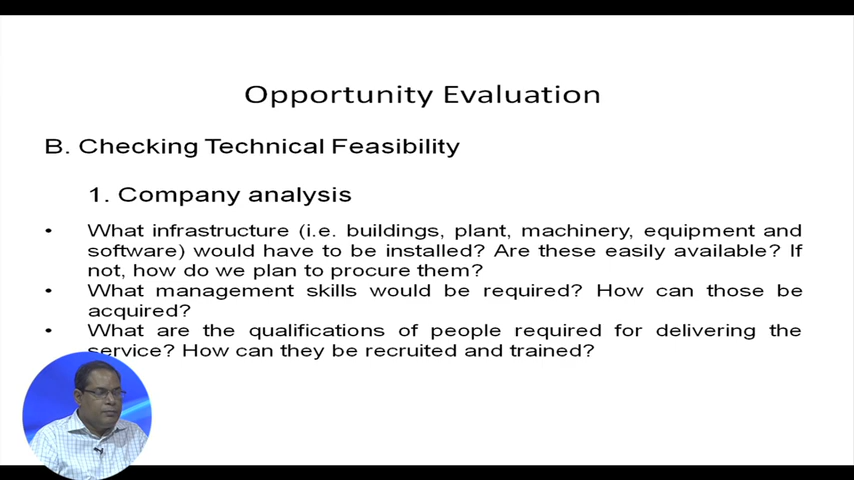 Opportunity Evaluation
B. Checking Technical Feasibility
1. Company analysis
• What infrastructure (i.e. buildings, plant, machinery, equipment and
software) would have to be installed? Are these easily available? If
not, how do we plan to procure them?
• What management skills would be required? How can those be
acquired?
• What are the qualifications of people required for delivering the
service? How can they be recruited and trained?